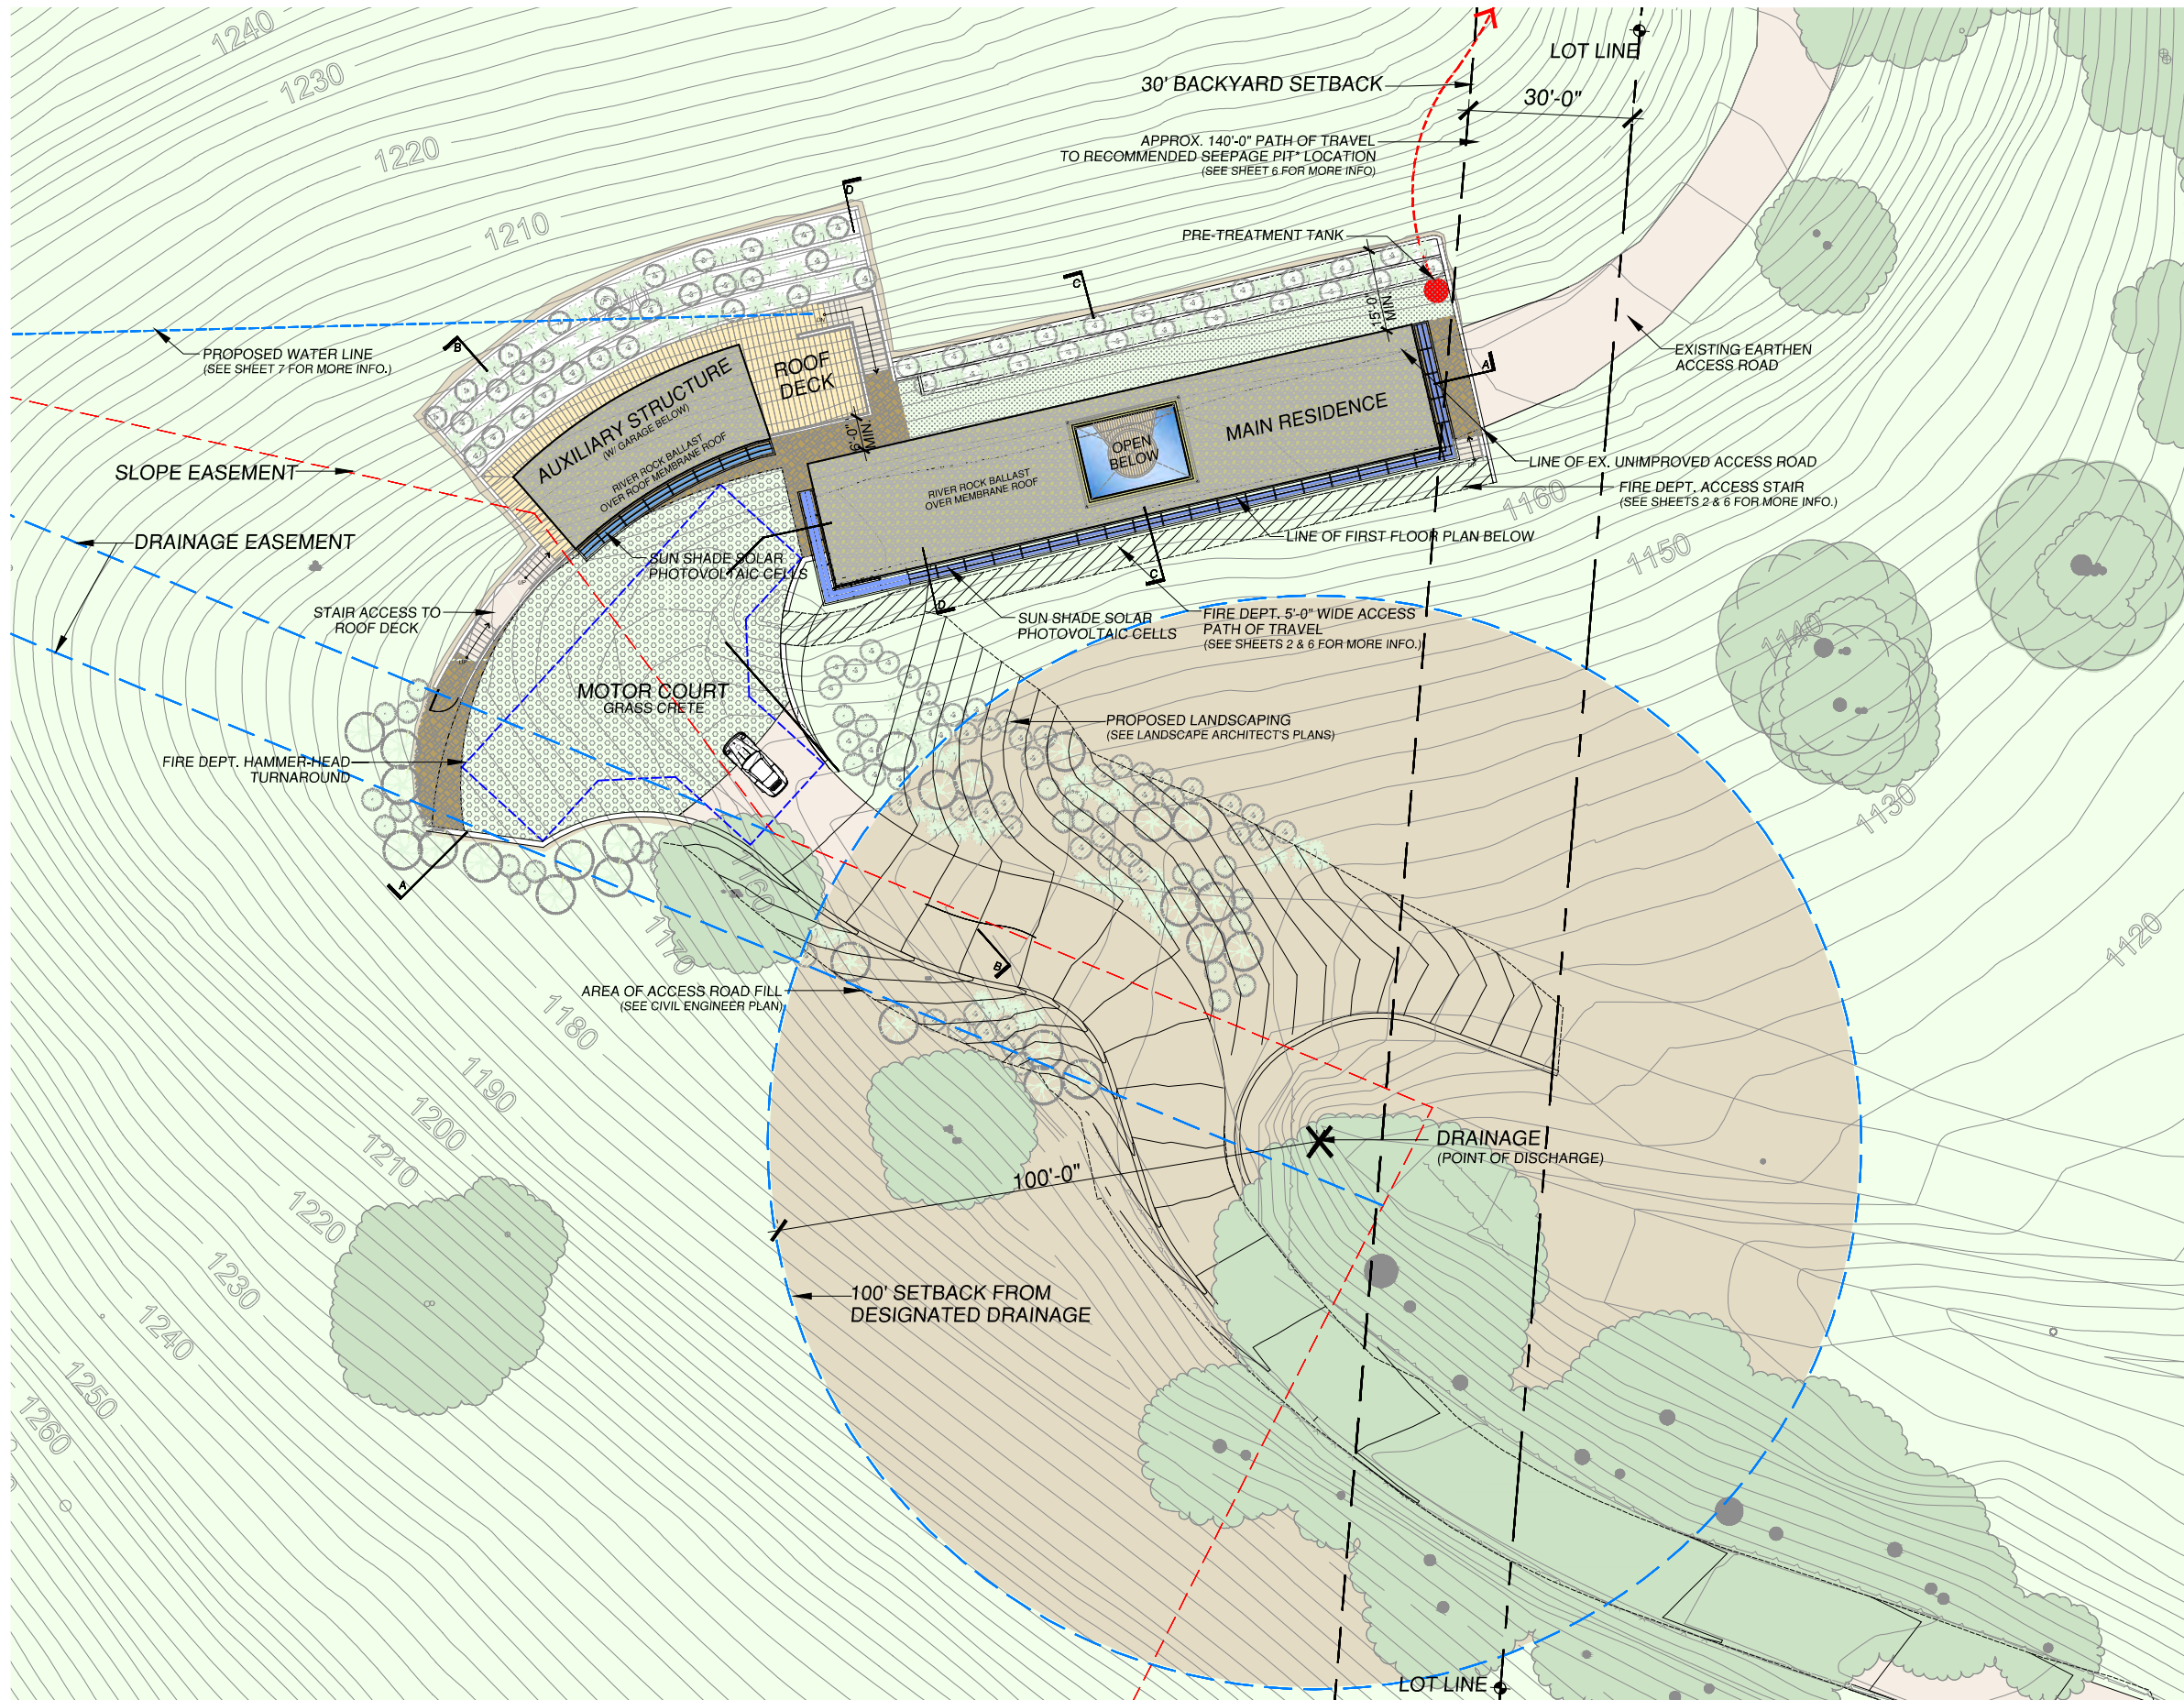 1240
1230
1220
1210
LOT LINE
30' BACKYARD SETBACK
30'-0"
APPROX. 140'-0" PATH OF TRAVEL
TO RECOMMENDED SEEPAGE PIT* LOCATION
(SEE SHEET 6 FOR MORE INFO)
D
PRE-TREATMENT TANK
C
15'-0"
MIN
B
PROPOSED WATER LINE
(SEE SHEET 7 FOR MORE INFO.)
ROOF
DECK
AUXILIARY STRUCTURE
(W/ GARAGE BELOW)
RIVER ROCK BALLAST
OVER ROOF MEMBRANE ROOF
6'-0"
MIN
MAIN RESIDENCE
OPEN
BELOW
RIVER ROCK BALLAST
OVER MEMBRANE ROOF
A
EXISTING EARTHEN
ACCESS ROAD
LINE OF EX. UNIMPROVED ACCESS ROAD
FIRE DEPT. ACCESS STAIR
(SEE SHEETS 2 & 6 FOR MORE INFO.)
1160
SLOPE EASEMENT
DRAINAGE EASEMENT
LINE OF FIRST FLOOR PLAN BELOW
1150
SUN SHADE SOLAR
PHOTOVOLTAIC CELLS
C
D
STAIR ACCESS TO
ROOF DECK
SUN SHADE SOLAR
PHOTOVOLTAIC CELLS
FIRE DEPT. 5'-0" WIDE ACCESS
PATH OF TRAVEL
(SEE SHEETS 2 & 6 FOR MORE INFO.)
1140
MOTOR COURT
GRASS CRETE
PROPOSED LANDSCAPING
(SEE LANDSCAPE ARCHITECT'S PLANS)
FIRE DEPT. HAMMER-HEAD
TURNAROUND
1130
A
1160
1170
1120
B
AREA OF ACCESS ROAD FILL
(SEE CIVIL ENGINEER PLAN)
1180
1190
1200
1210
1220
1230
1240
1250
1260
DRAINAGE
(POINT OF DISCHARGE)
100'-0"
100' SETBACK FROM
DESIGNATED DRAINAGE
LOT LINE